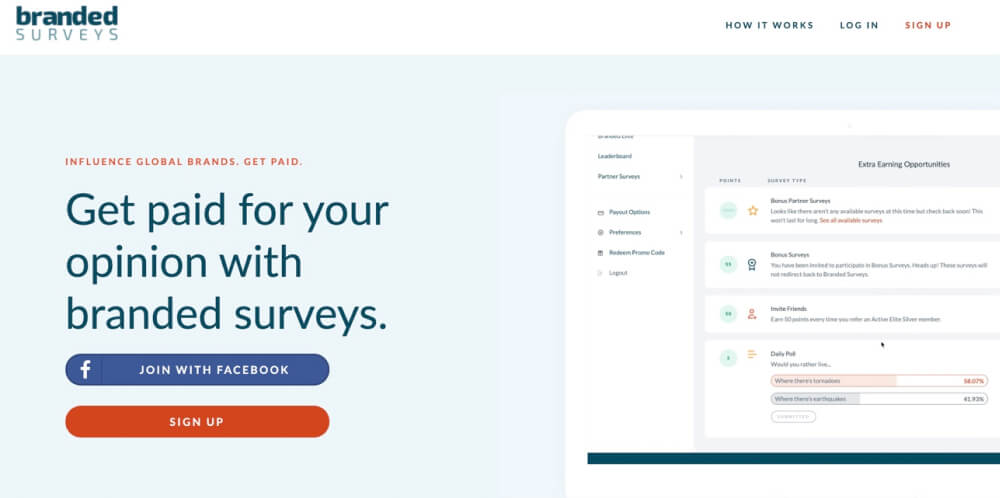 branded
SURVEYS
HOW IT WORKS
LOG IN
SIGN UP
INFLUENCE GLOBAL BRANDS. GET PAID.
Get paid for your
opinion with
branded surveys.
JOIN WITH FACEBOOK
SIGN UP
Branded Elite
Leaderboard
Partner Surveys
Payout Options
Preferences
Redeem Promo Code
Logout
Extra Earning Opportunities
POINTS
SURVEY TYPE
Bonus Partner Surveys
Looks like there aren't any available surveys at this time but check back soon! This
won't last for long. See all available surveys
Bonus Surveys
You have been invited to participate in Bonus Surveys. Heads up! These surveys will
not redirect back to Branded Surveys.
50
Invite Friends
Earn 50 points every time you refer an Active Elite Silver member.
Daily Poll
Would you rather live...
Where there's tornadoes
58.07%
Where there's earthquakes
41.93%
SUBMITTED